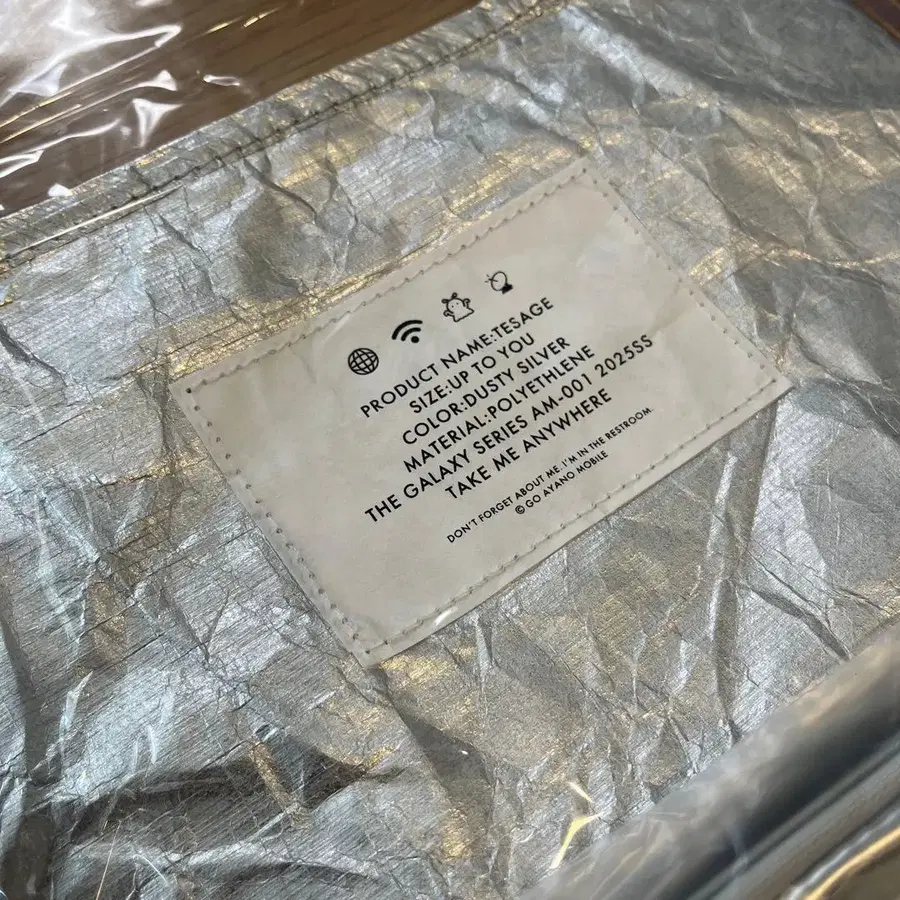 PRODUCT NAME:TESAGE
SIZE:UP TO YOU
COLOR:DUSTY SILVER
MATERIAL:POLYETHLENE
THE GALAXY SERIES AM-001 2025SS
TAKE ME ANYWHERE
DON'T FORGET ABOUT ME. I'M IN THE RESTROOM.
© GO AYANO MOBILE